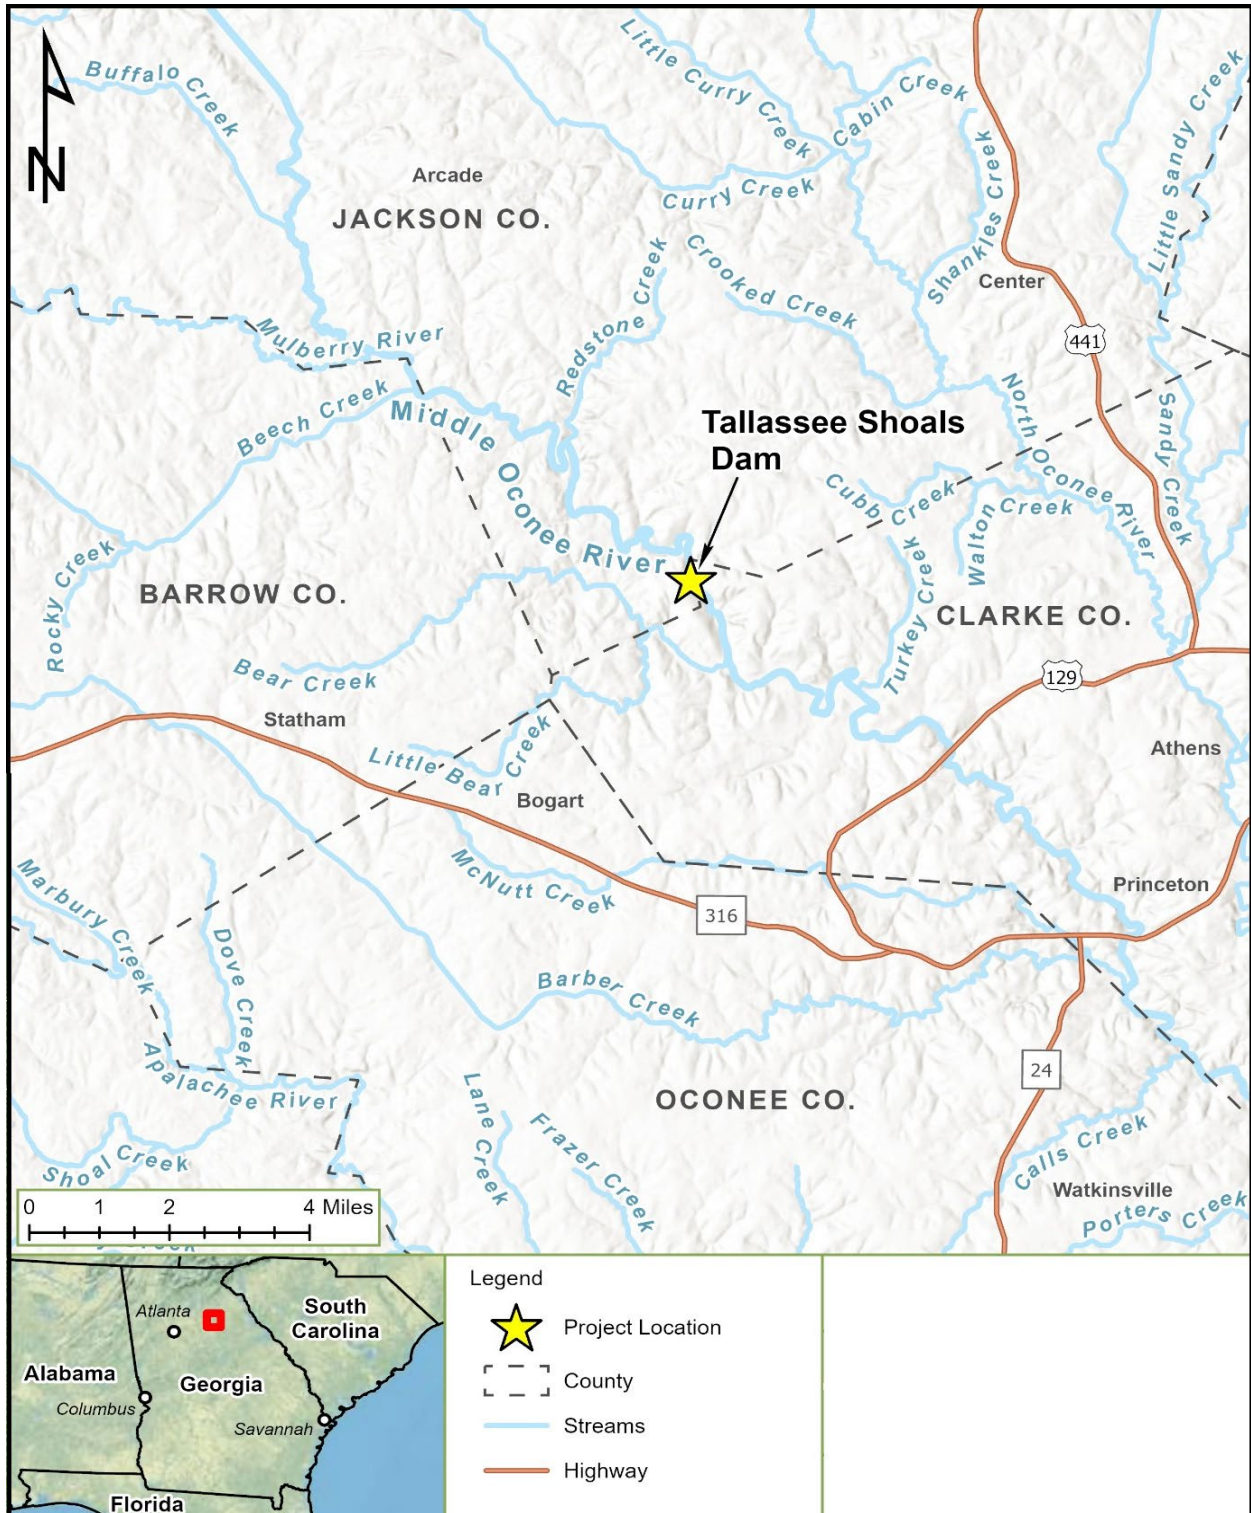 Buffalo Creek
Little Curry Creek
Cabin Creek
Little Sandy Creek
N
Arcade
JACKSON CO.
Curry Creek
Shankles Creek
Redstone Creek
Crooked Creek
Center
Mulberry River
441
Beech Creek
Middle Oconee River
North Oconee River
Sandy Creek
Tallassee Shoals
Dam
Cubb Creek
Walton Creek
Rocky Creek
BARROW CO.
Turkey Creek
CLARKE CO.
Bear Creek
129
Statham
Little Bear Creek
Athens
Bogart
McNutt Creek
Princeton
316
Marbury Creek
Dove Creek
Barber Creek
Apalachee River
24
OCONEE CO.
Lane Creek
Frazer Creek
Calls Creek
Shoal Creek
Watkinsville
Porters Creek
0 1 2 4 Miles
Creek
Legend
Project Location
County
Streams
Highway
Atlanta
South
Carolina
Alabama
Georgia
Columbus
Savannah
Florida